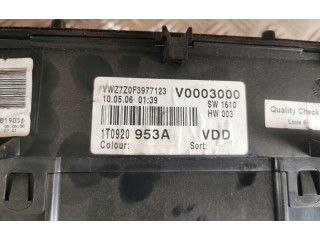 VWZ7Z0F3977123 V0003000
10.05.06 01:39 SW 1610
HW 003
1T0920 953A VDD
Colour: Sort:
Quality Check